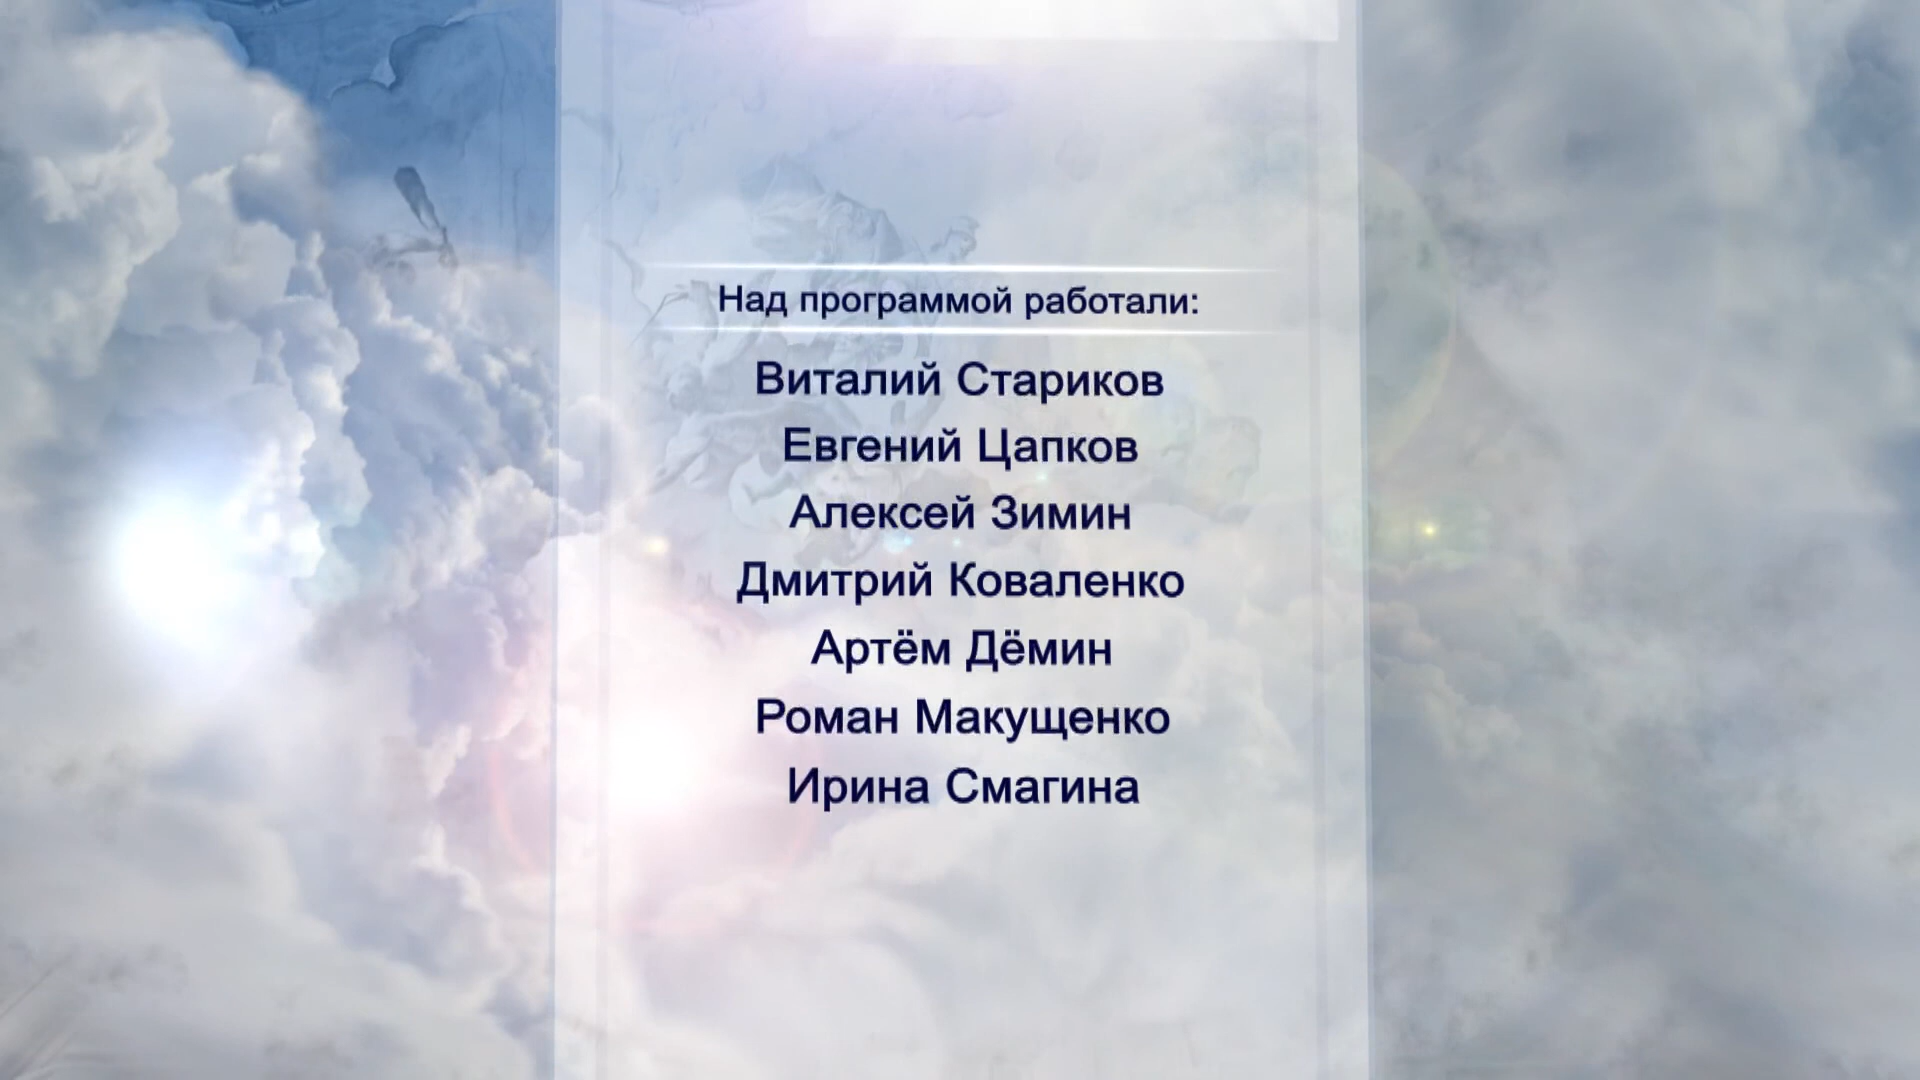 Над программой работали:
Виталий Стариков
Евгений Цапков
Алексей Зимин
Дмитрий Коваленко
Артём Дёмин
Роман Макущенко
Ирина Смагина